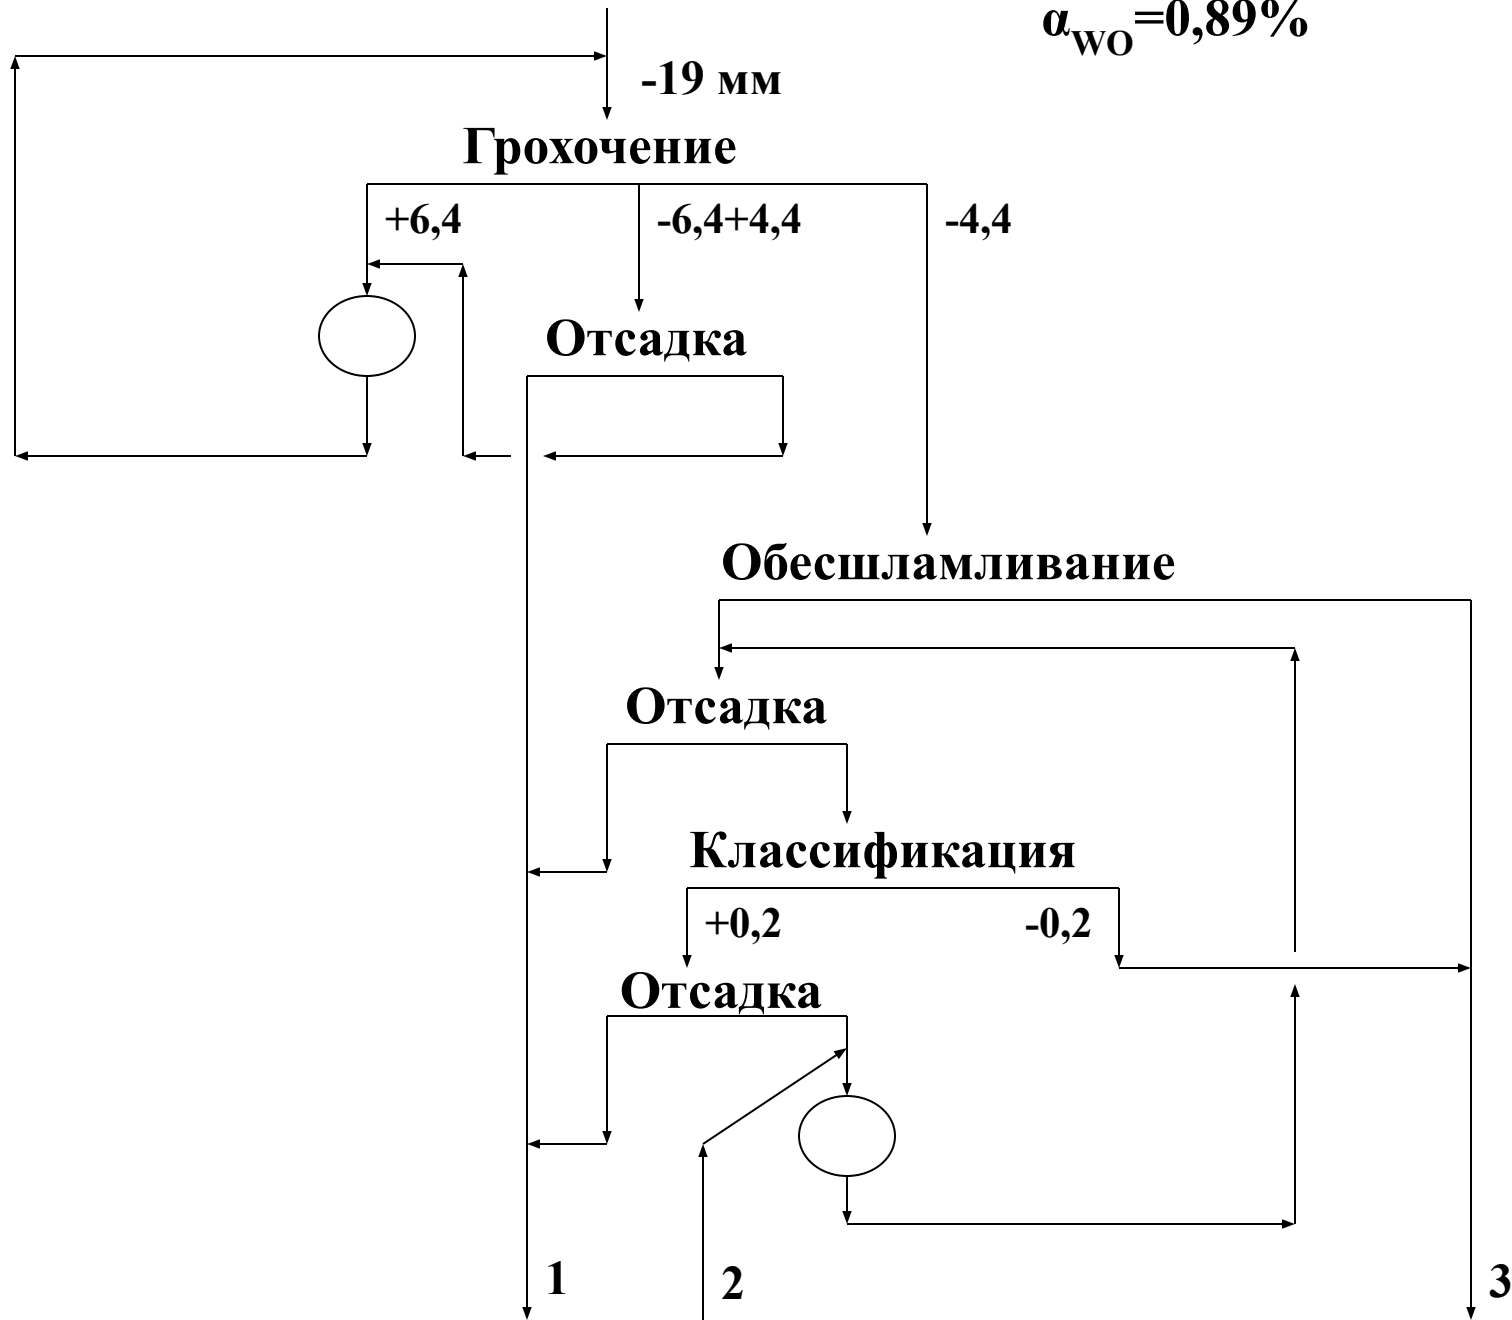 αWO=0,89%
-19 мм
Грохочение
+6,4
-6,4+4,4
-4,4
Отсадка
Обесшламливание
Отсадка
Классификация
+0,2
-0,2
Отсадка
1
2
3